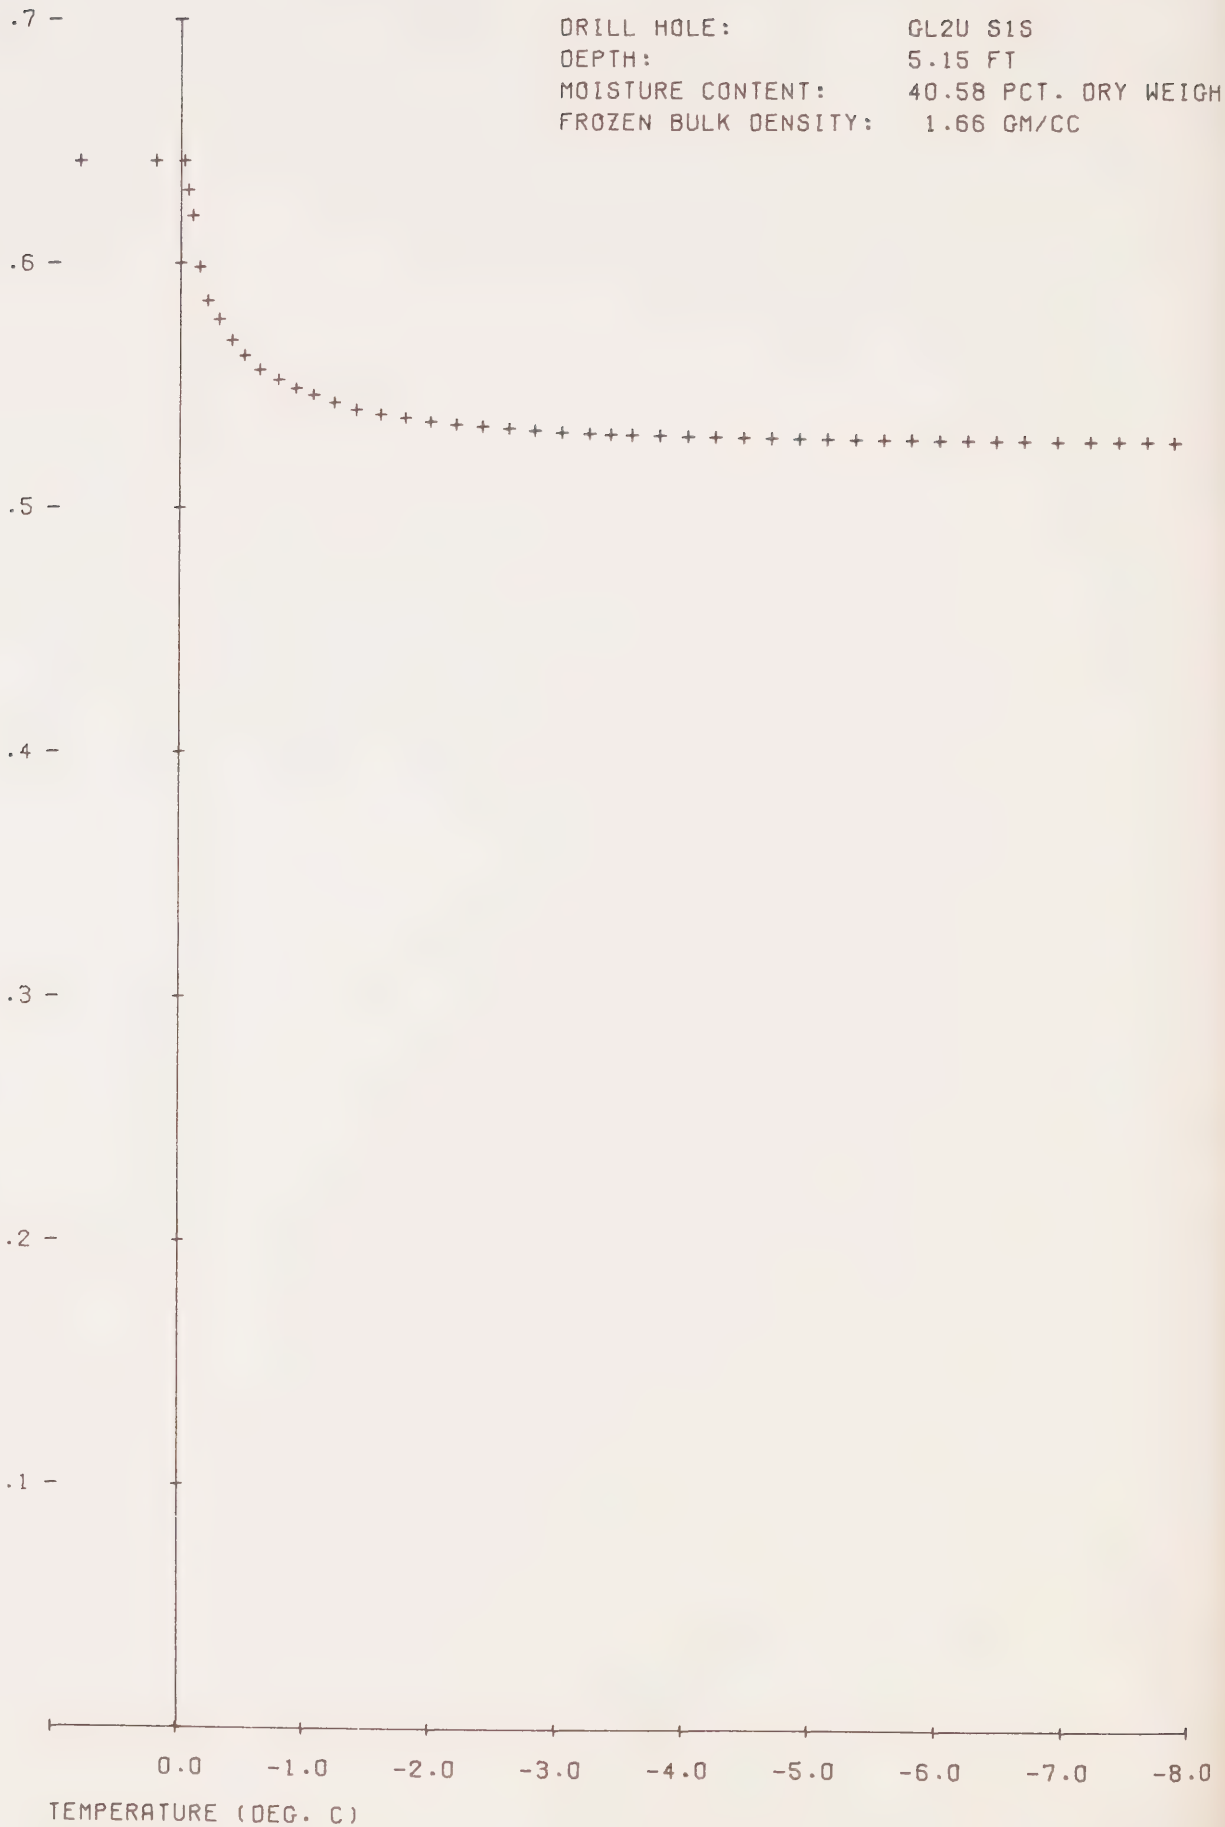 DRILL HOLE: GL2U S1S
DEPTH: 5.15 FT
MOISTURE CONTENT: 40.58 PCT. DRY WEIGH
FROZEN BULK DENSITY: 1.66 GM/CC
.7
.6
.5
.4
.3
.2
.1
0.0 -1.0 -2.0 -3.0 -4.0 -5.0 -6.0 -7.0 -8.0
TEMPERATURE (DEG. C)